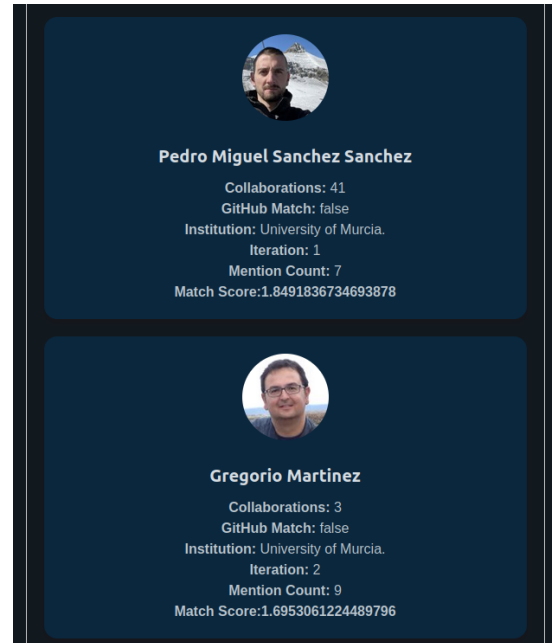 Pedro Miguel Sanchez Sanchez
Collaborations: 41
GitHub Match: false
Institution: University of Murcia.
Iteration: 1
Mention Count: 7
Match Score:1.8491836734693878
Gregorio Martinez
Collaborations: 3
GitHub Match: false
Institution: University of Murcia.
Iteration: 2
Mention Count: 9
Match Score:1.6953061224489796